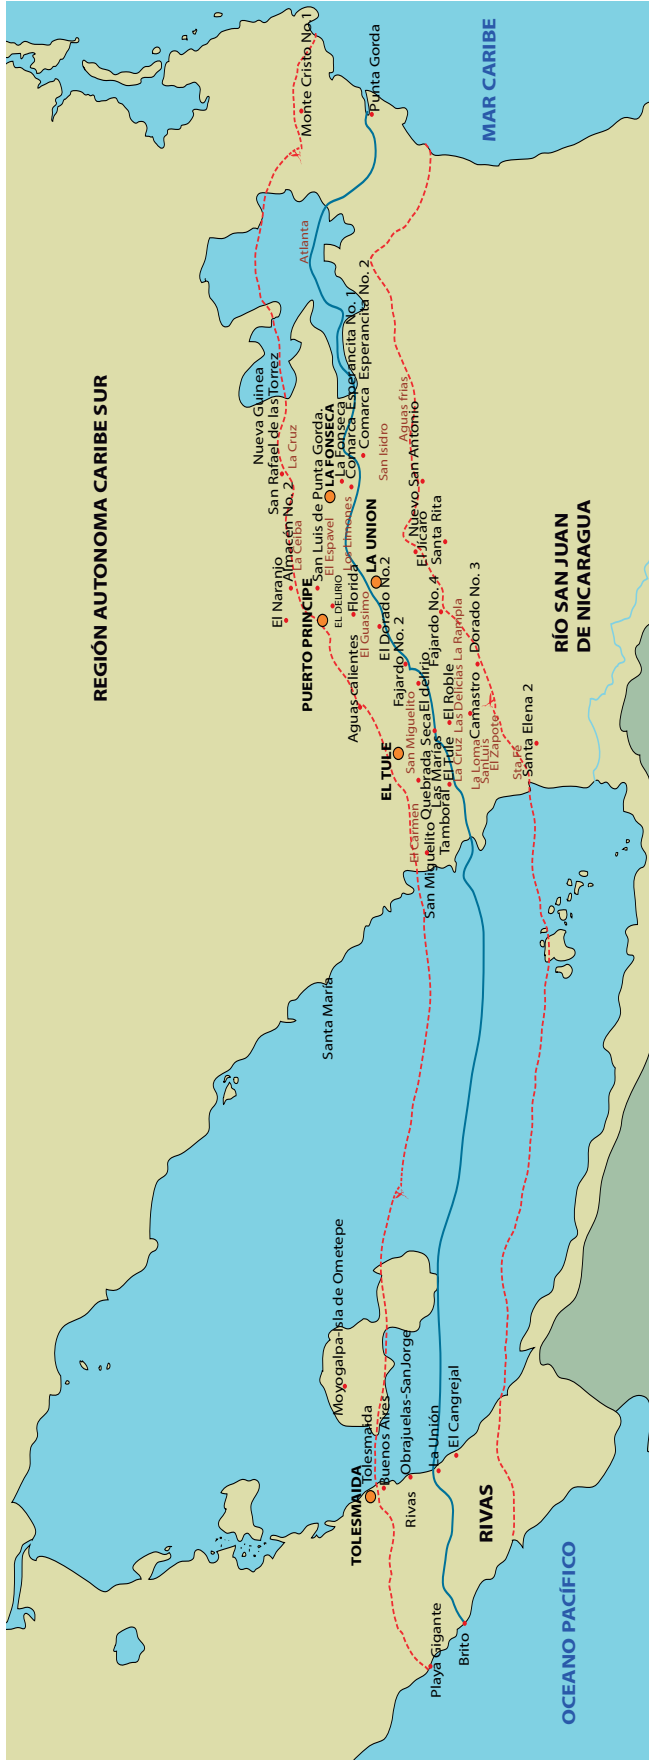 Monte Cristo No.1
Punta Gorda
MAR CARIBE
Atlanta
REGIÓN AUTONOMA CARIBE SUR
Nueva Guinea
San Rafael de las Torrez
La Cruz
El Naranjo
Almacén No. 2
La Ceiba
San Luis de Punta Gorda
LA FONSECA
La Fonseca
Comarca Esperancita No. 1
Comarca Esperancita No. 2
El Espavel
Los Limones
San Isidro
Aguas frias
Nuevo San Antonio
PUERTO PRINCIPE
EL DELIRIO
Florida
El Guasimo
LA UNION
El Dorado No.2
El Jícaro
Santa Rita
RÍO SAN JUAN
DE NICARAGUA
Aguas calientes
Fajardo No. 2
Fajardo No. 4
El delirio
El Roble
Las Delicias
La Rampla
Dorado No. 3
Camastro
EL TULE
San Miguelito
Quebrada Seca
Las Marías
El Tule
La Cruz
La Loma
San Luis
El Zapote
Sta Fé
Santa Elena 2
El Carmen
San Miguelito
Tamboral
Santa María
Moyogalpa-Isla de Ometepe
TOLESMAIDA
Tolesmaida
Buenos Aires
Obrajuelas-SanJorge
La Unión
El Cangrejal
Rivas
RIVAS
Playa Gigante
Brito
OCEANO PACÍFICO